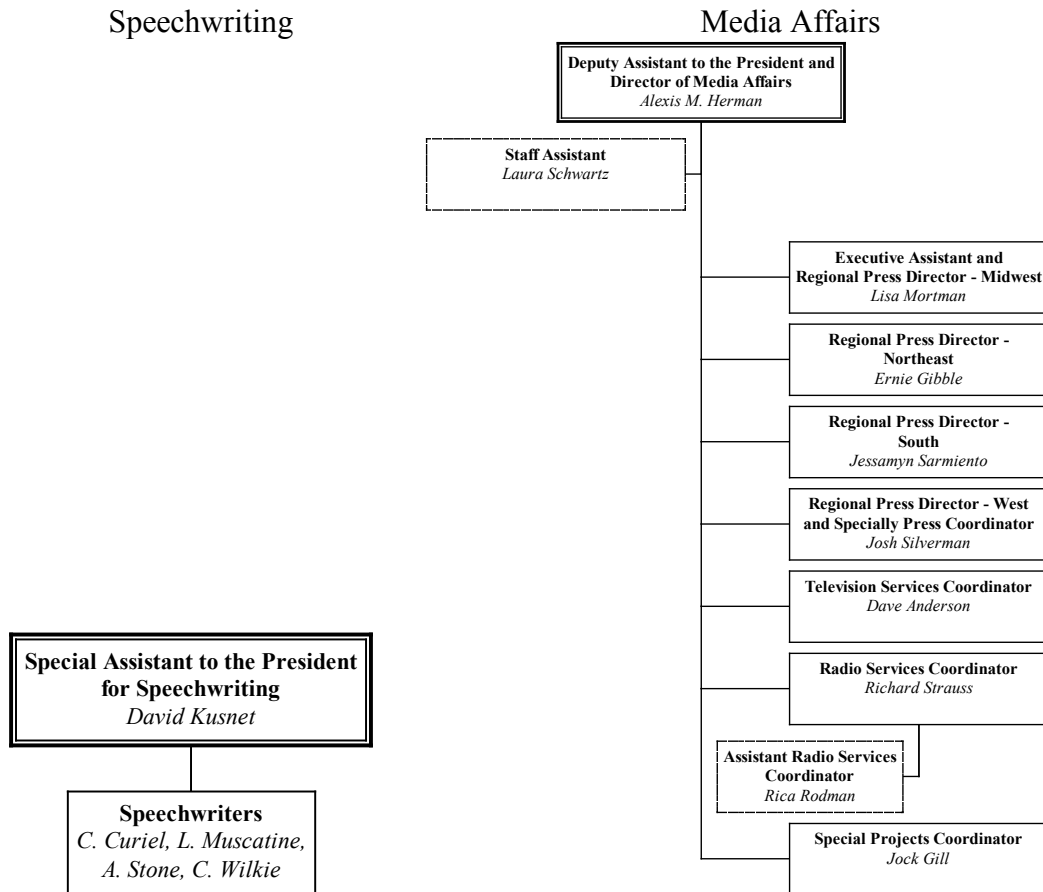 Speechwriting
Special Assistant to the President
for Speechwriting
David Kusnet
Speechwriters
C. Curiel, L. Muscatine,
A. Stone, C. Wilkie
Media Affairs
Deputy Assistant to the President and
Director of Media Affairs
Alexis M. Herman
Staff Assistant
Laura Schwartz
Executive Assistant and
Regional Press Director - Midwest
Lisa Mortman
Regional Press Director -
Northeast
Ernie Gibble
Regional Press Director -
South
Jessamyn Sarmiento
Regional Press Director - West
and Specially Press Coordinator
Josh Silverman
Television Services Coordinator
Dave Anderson
Radio Services Coordinator
Richard Strauss
Assistant Radio Services
Coordinator
Rica Rodman
Special Projects Coordinator
Jock Gill